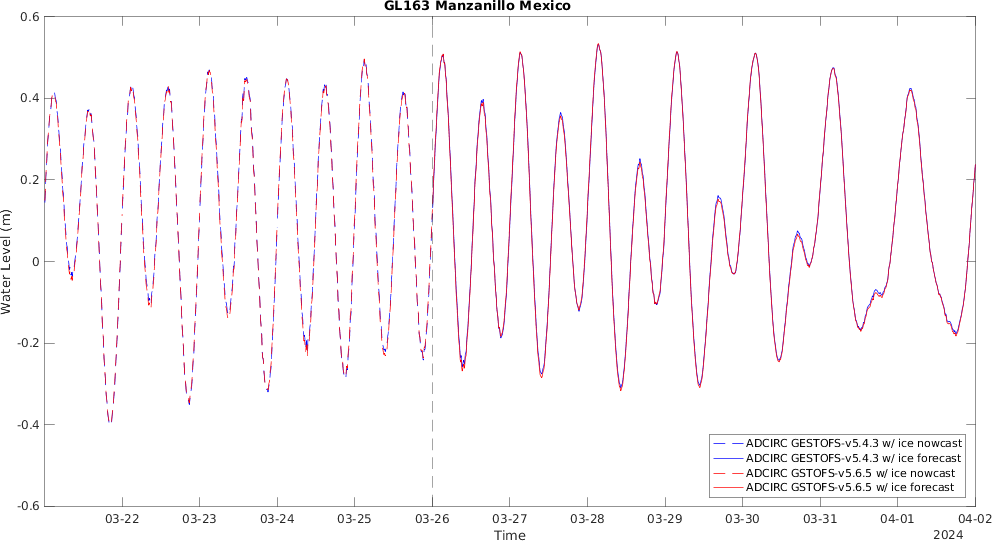 GL163 Manzanillo Mexico
Water Level (m)
0.6
0.4
0.2
0
-0.2
-0.4
-0.6
03-22
03-23
03-24
03-25
03-26
03-27
03-28
03-29
03-30
03-31
04-01
04-02
Time
2024
ADCIRC GESTOFS-v5.4.3 w/ ice nowcast
ADCIRC GESTOFS-v5.4.3 w/ ice forecast
ADCIRC GSTOFS-v5.6.5 w/ ice nowcast
ADCIRC GSTOFS-v5.6.5 w/ ice forecast